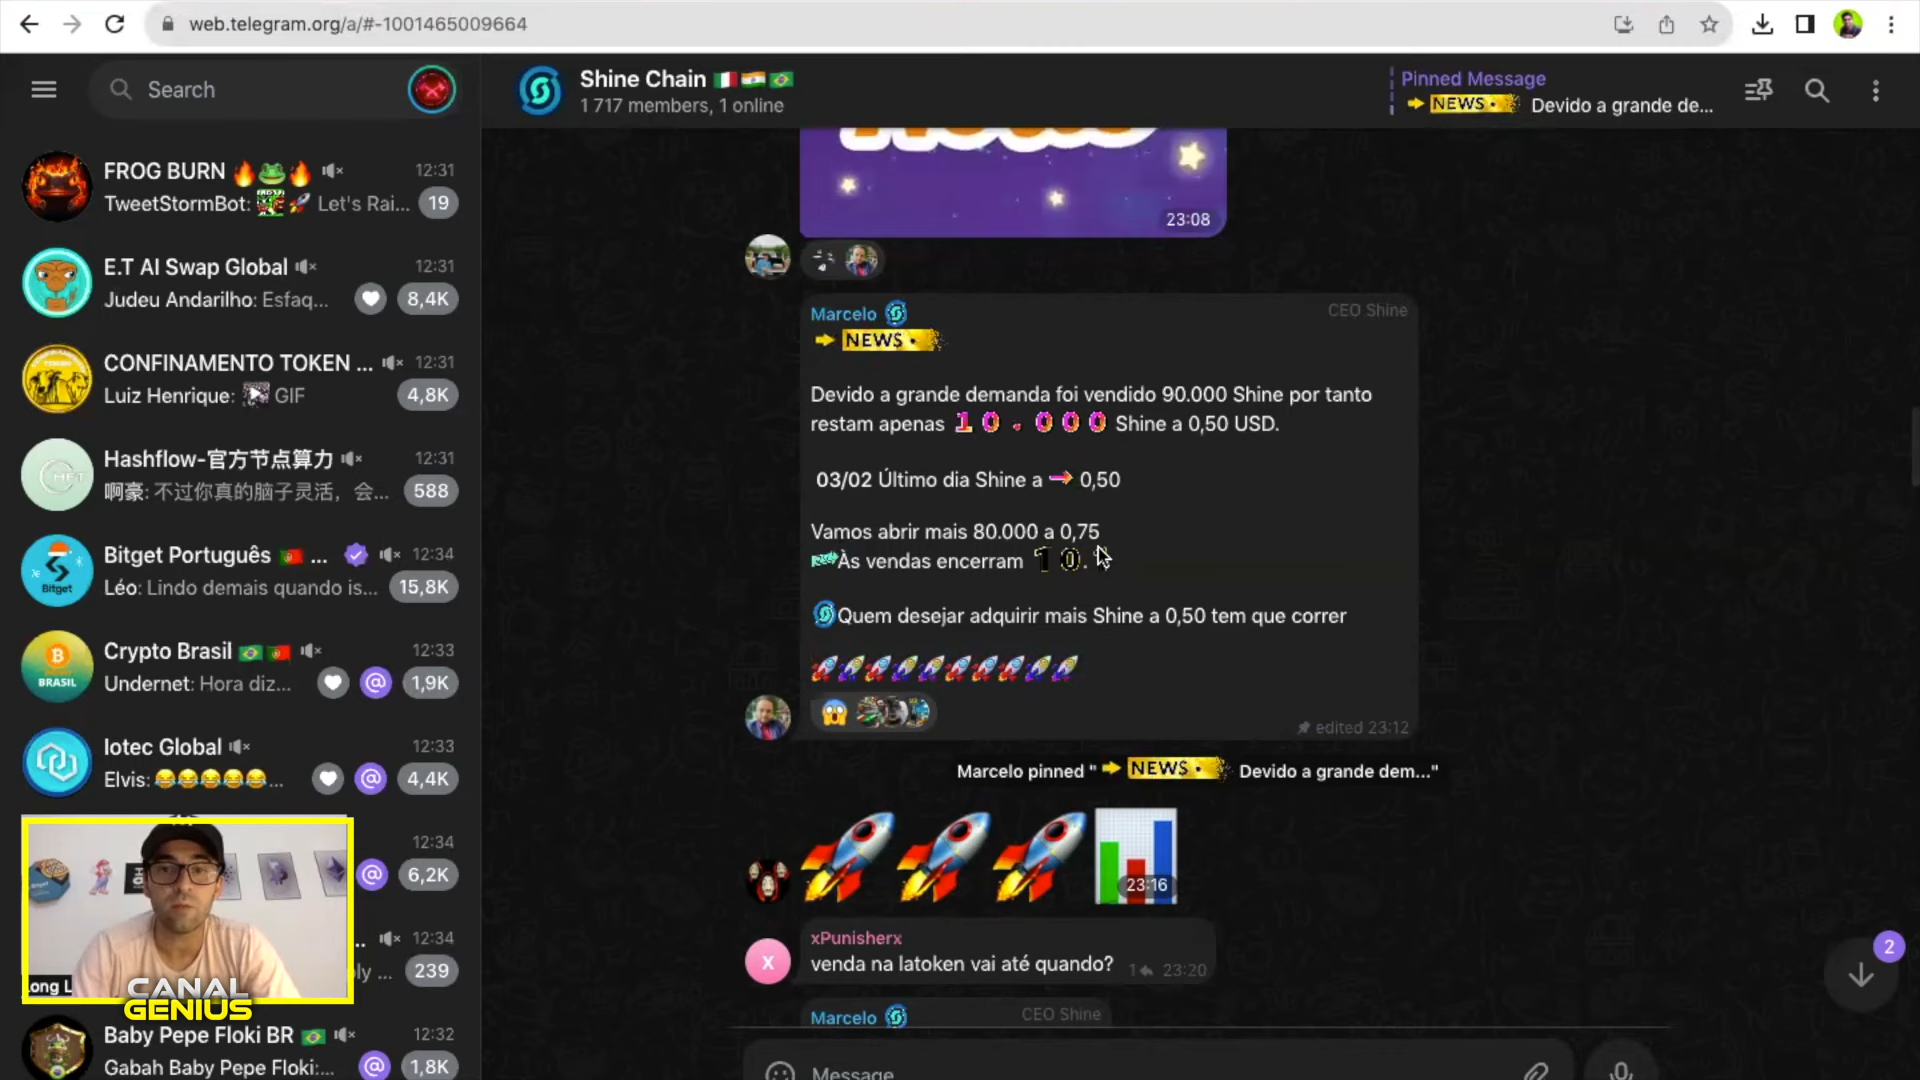 web.telegram.org/a/#-1001465009664
Search
Shine Chain
1 717 members, 1 online
Pinned Message
NEWS Devido a grande de...
FROG BURN 12:31
TweetStormBot: Let's Rai... 19
E.T AI Swap Global 12:31
Judeu Andarilho: Esfaq... 8,4K
CONFINAMENTO TOKEN ... 12:31
Luiz Henrique: GIF 4,8K
Hashflow-官方节点算力 12:31
啊豪: 不过你真的脑子灵活，会... 588
Bitget Português ... 12:34
Léo: Lindo demais quando is... 15,8K
Bitget
Crypto Brasil 12:33
Undernet: Hora diz... @ 1,9K
BRASIL
Iotec Global 12:33
Elvis: @ 4,4K
12:34
@ 6,2K
.. 12:34
ply ... 239
ong L
CANAL
GENIUS
Baby Pepe Floki BR 12:32
Gabah Baby Pepe Floki:... @ 1,8K
23:08
Marcelo CEO Shine
NEWS
Devido a grande demanda foi vendido 90.000 Shine por tanto
restam apenas 10.000 Shine a 0,50 USD.
03/02 Último dia Shine a 0,50
Vamos abrir mais 80.000 a 0,75
Às vendas encerram 10.
Quem desejar adquirir mais Shine a 0,50 tem que correr
edited 23:12
Marcelo pinned " NEWS Devido a grande dem..."
23:16
X
xPunisherx
venda na latoken vai até quando? 1 23:20
2
Marcelo CEO Shine
Message